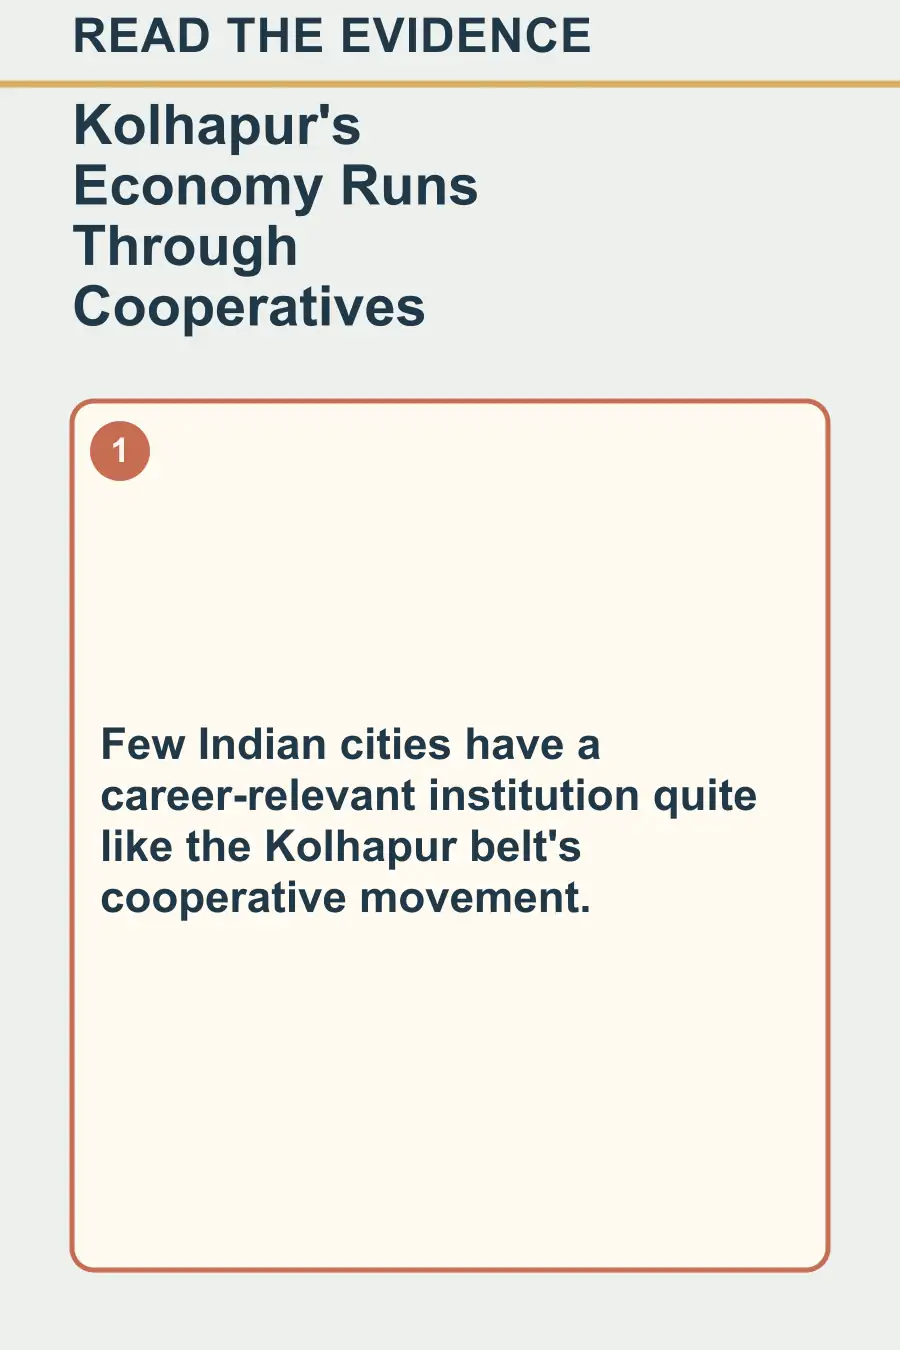 READ THE EVIDENCE
Kolhapur's
Economy Runs
Through
Cooperatives
1
Few Indian cities have a
career-relevant institution quite
like the Kolhapur belt's
cooperative movement.